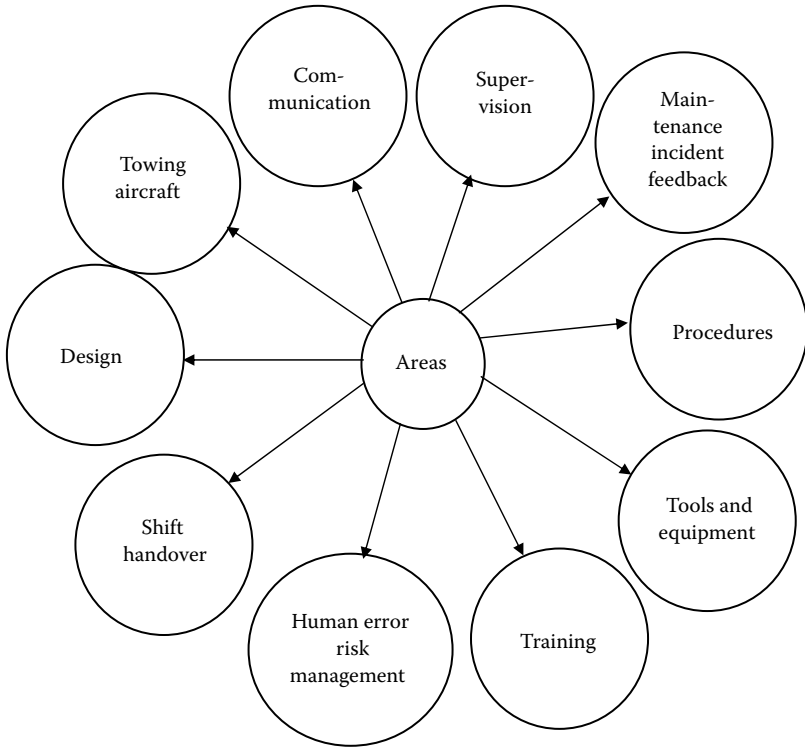 Com-
munication
Super-
vision
Main-
tenance
incident
feedback
Towing
aircraft
Procedures
Design
Areas
Tools and
equipment
Shift
handover
Human error
risk
management
Training